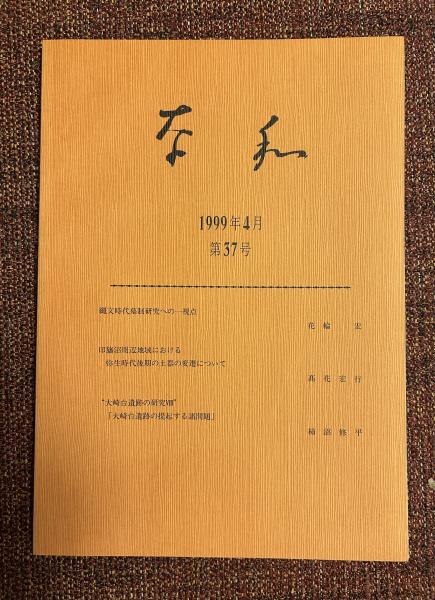 奈和
1999年4月
第37号
縄文時代墓制研究への一視点
花輪 宏
印旛沼周辺地域における
弥生時代後期の土器の変遷について
髙花宏行
"大崎台遺跡の研究Ⅷ"
「大崎台遺跡の提起する諸問題」
柿沼修平